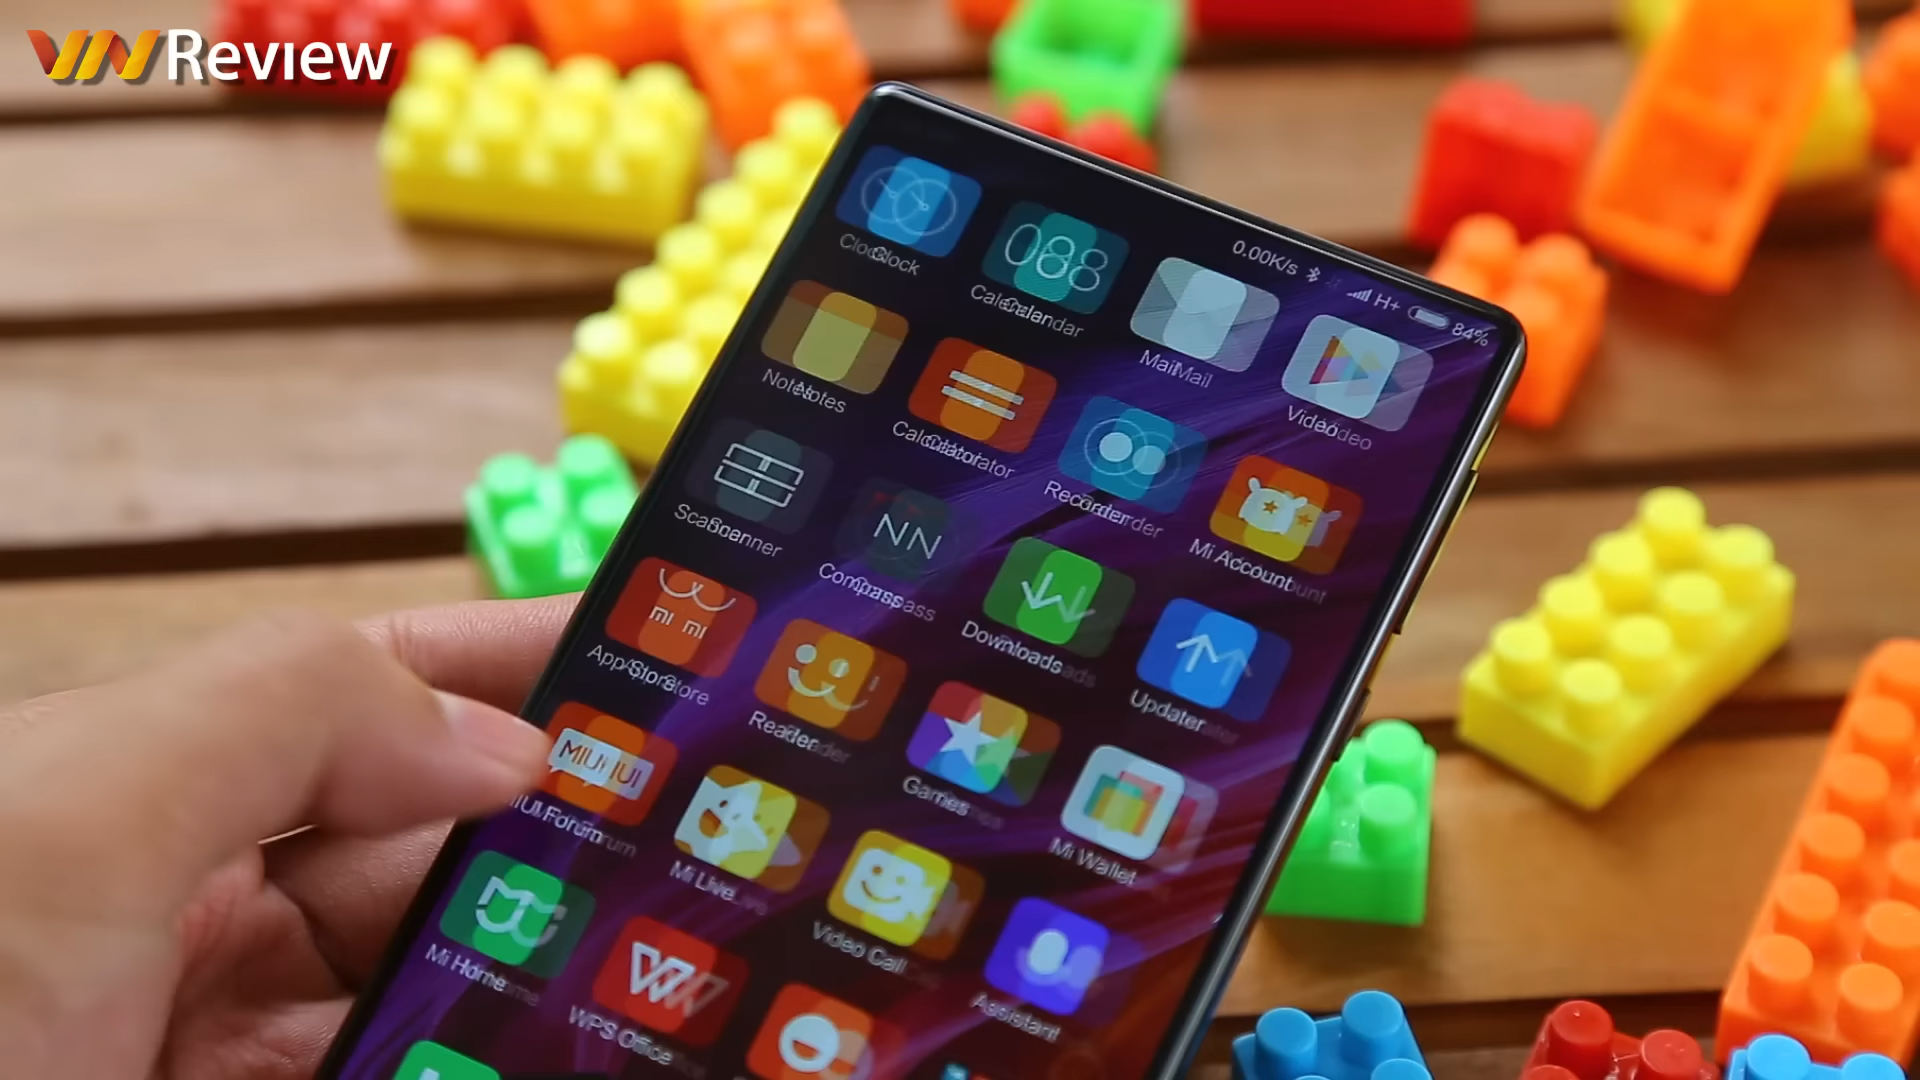 VNReview
0.00K/s H+ 84%
Clock
Calendar
Mail
Video
Notes
Calculator
Recorder
Mi Account
Scanner
Compass
Downloads
Updater
mi
App Store
Reader
Games
Mi Wallet
MIUI
MIUI Forum
Mi Live
Video Call
Assistant
Mi Home
WPS Office